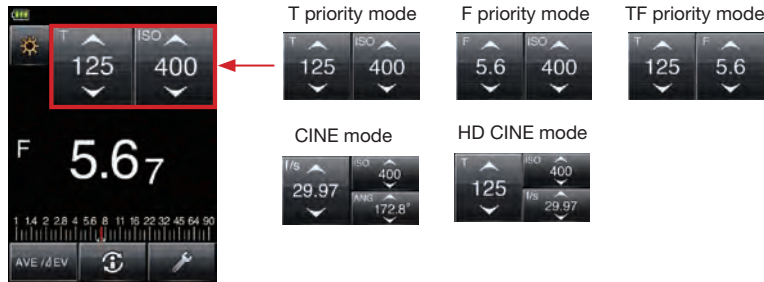 T priority mode
F priority mode
TF priority mode
T
125
ISO
400
T
125
ISO
400
F
5.6
ISO
400
T
125
F
5.6
CINE mode
HD CINE mode
f/s
29.97
ISO
400
ANG
172.8°
T
125
ISO
400
f/s
29.97
F 5.67
1 1.4 2 2.8 4 5.6 8 11 16 22 32 45 64 90
AVE/⊿EV